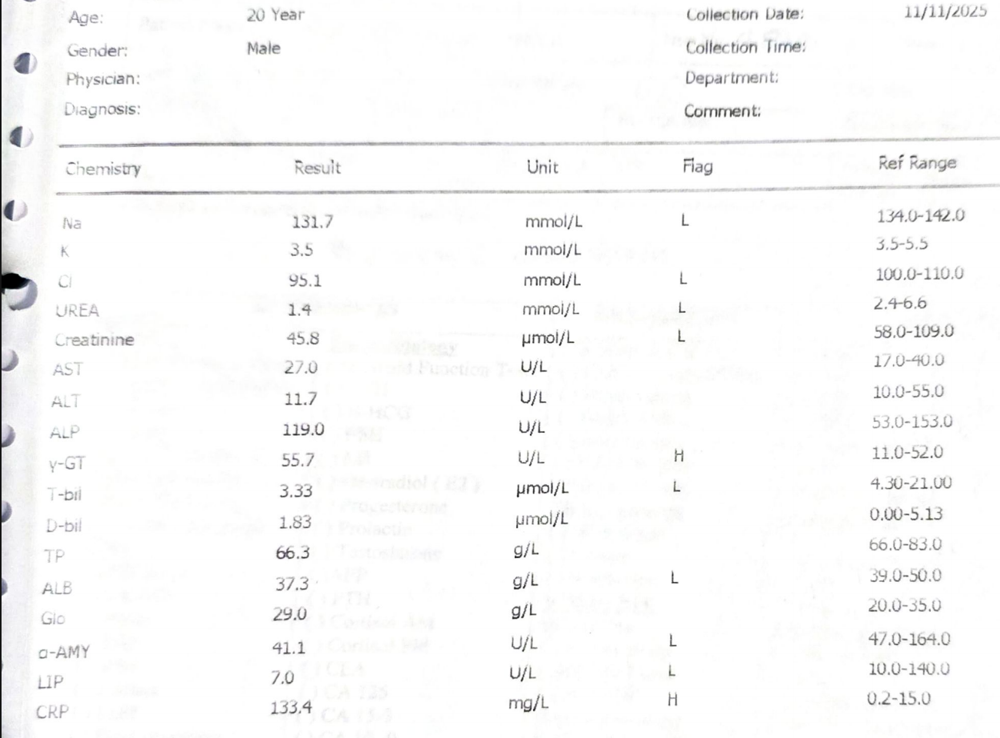 Age: 20 Year Collection Date: 11/11/2025
Gender: Male Collection Time:
Physician: Department:
Diagnosis: Comment:
Chemistry Result Unit Flag Ref Range
Na 131.7 mmol/L L 134.0-142.0
K 3.5 mmol/L 3.5-5.5
Cl 95.1 mmol/L L 100.0-110.0
UREA 1.4 mmol/L L 2.4-6.6
Creatinine 45.8 µmol/L L 58.0-109.0
AST 27.0 U/L 17.0-40.0
ALT 11.7 U/L 10.0-55.0
ALP 119.0 U/L 53.0-153.0
γ-GT 55.7 U/L H 11.0-52.0
T-bil 3.33 µmol/L L 4.30-21.00
D-bil 1.83 µmol/L 0.00-5.13
TP 66.3 g/L 66.0-83.0
ALB 37.3 g/L L 39.0-50.0
Glo 29.0 g/L 20.0-35.0
α-AMY 41.1 U/L L 47.0-164.0
LIP 7.0 U/L L 10.0-140.0
CRP 133.4 mg/L H 0.2-15.0